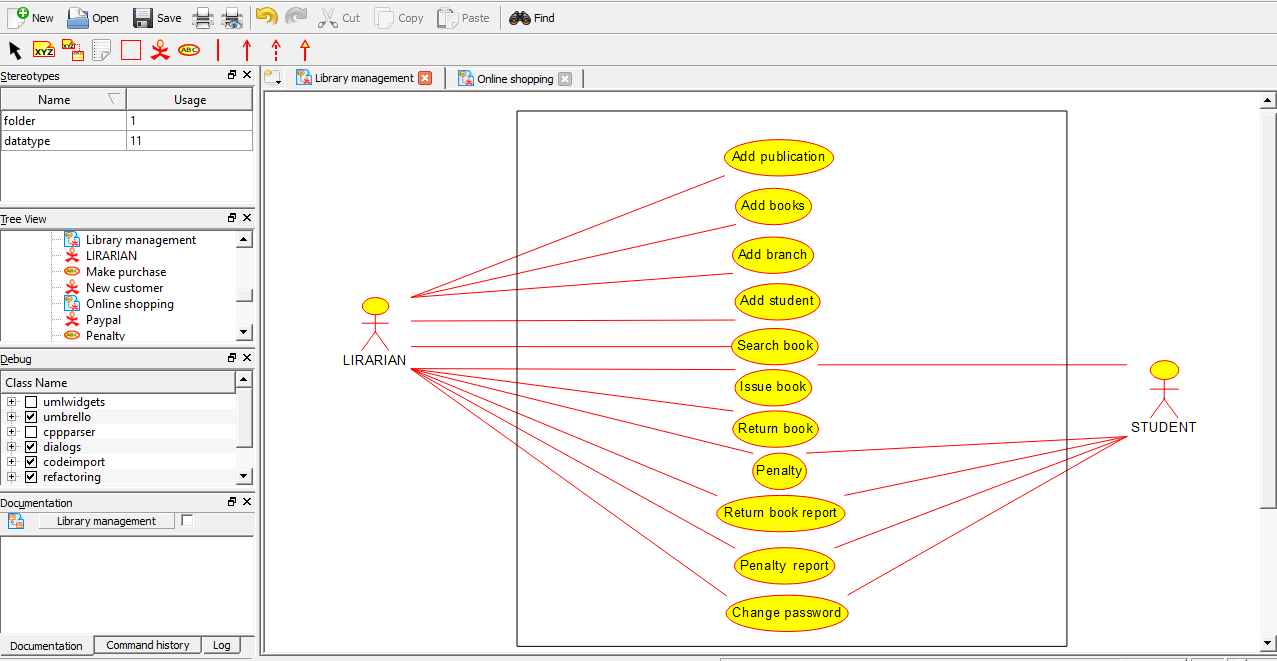 New Open Save Cut Copy Paste Find
XYZ XYZ ABC
Stereotypes
Library management Online shopping
Name Usage
folder 1
datatype 11
Tree View
Library management
LIRARIAN
Make purchase
New customer
Online shopping
Paypal
Penalty
Debug
Class Name
umlwidgets
umbrello
cppparser
dialogs
codeimport
refactoring
Documentation
Library management
Documentation Command history Log
Add publication
Add books
Add branch
Add student
Search book
Issue book
Return book
Penalty
Return book report
Penalty report
Change password
LIRARIAN
STUDENT